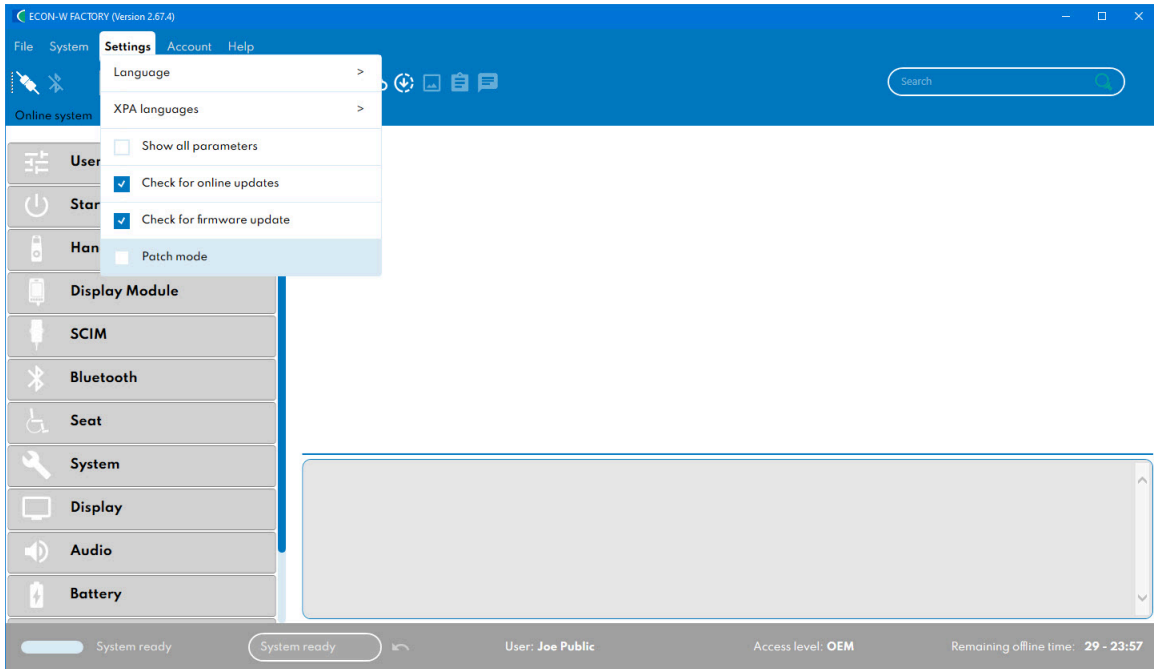 ECON-W FACTORY (Version 2.67.4)
File System Settings Account Help
Language >
Search
XPA languages >
Online system
Show all parameters
User
Check for online updates
Star
Check for firmware update
Han
Patch mode
Display Module
SCIM
Bluetooth
Seat
System
Display
Audio
Battery
System ready System ready User: Joe Public Access level: OEM Remaining offline time: 29 - 23:57